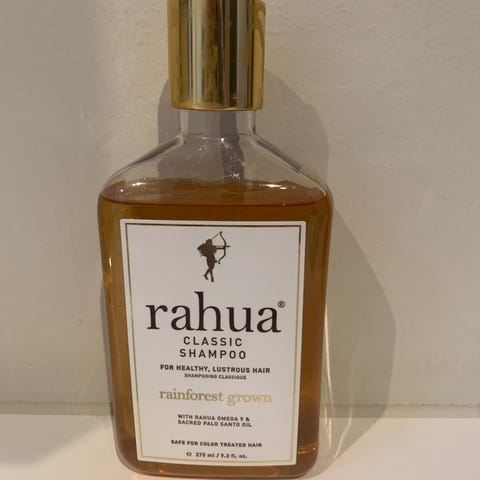 rahua®
CLASSIC
SHAMPOO
FOR HEALTHY, LUSTROUS HAIR
SHAMPOOING CLASSIQUE
rainforest grown
WITH RAHUA OMEGA 9 &
SACRED PALO SANTO OIL
SAFE FOR COLOR TREATED HAIR
℮ 275 ml / 9.3 fl. oz.